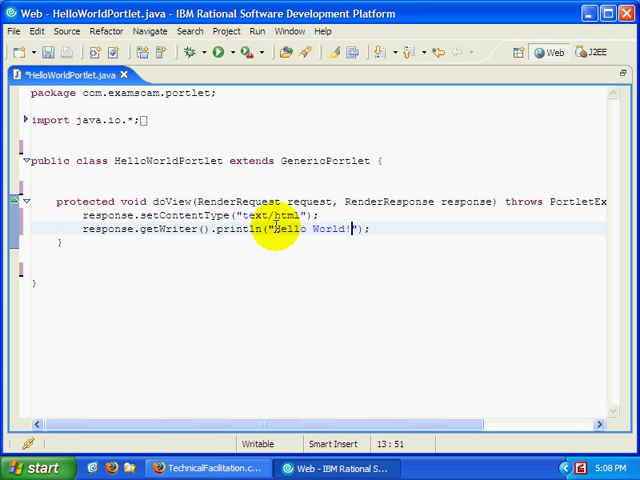 Web - HelloWorldPortlet.java - IBM Rational Software Development Platform
File Edit Source Refactor Navigate Search Project Run Window Help
Web J2EE
*HelloWorldPortlet.java
package com.examscam.portlet;
import java.io.*;
public class HelloWorldPortlet extends GenericPortlet {
protected void doView(RenderRequest request, RenderResponse response) throws PortletEx
response.setContentType("text/html");
response.getWriter().println("Hello World!");
}
}
Writable Smart Insert 13 : 51
start TechnicalFacilitation.c... Web - IBM Rational S... 5:08 PM